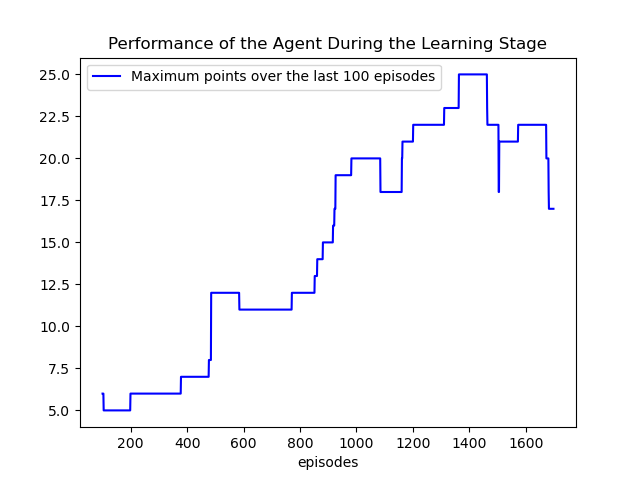 Performance of the Agent During the Learning Stage
Maximum points over the last 100 episodes
25.0
22.5
20.0
17.5
15.0
12.5
10.0
7.5
5.0
200 400 600 800 1000 1200 1400 1600
episodes